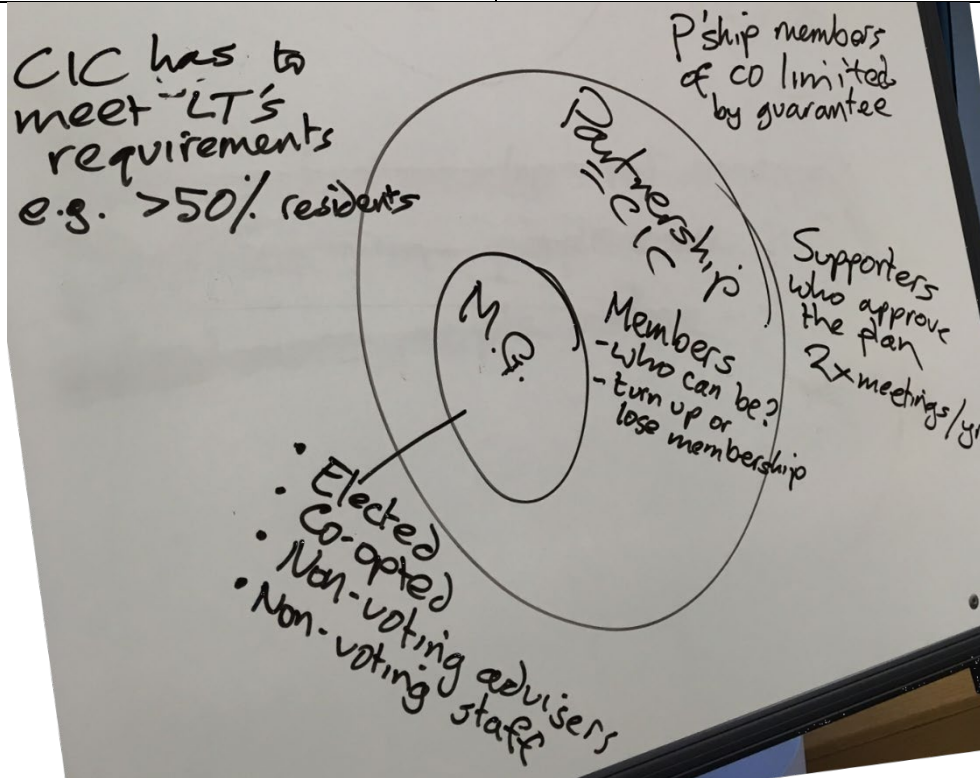 CIC has to
meet LT's
requirements
e.g. >50% residents
P'ship members
of CO limited
by guarantee
Partnership
= CIC
M.G.
Members
- who can be?
- turn up or
lose membership
Supporters
who approve
the plan
2x meetings/yr
• Elected
• Co-opted
• Non-voting advisers
• Non-voting staff